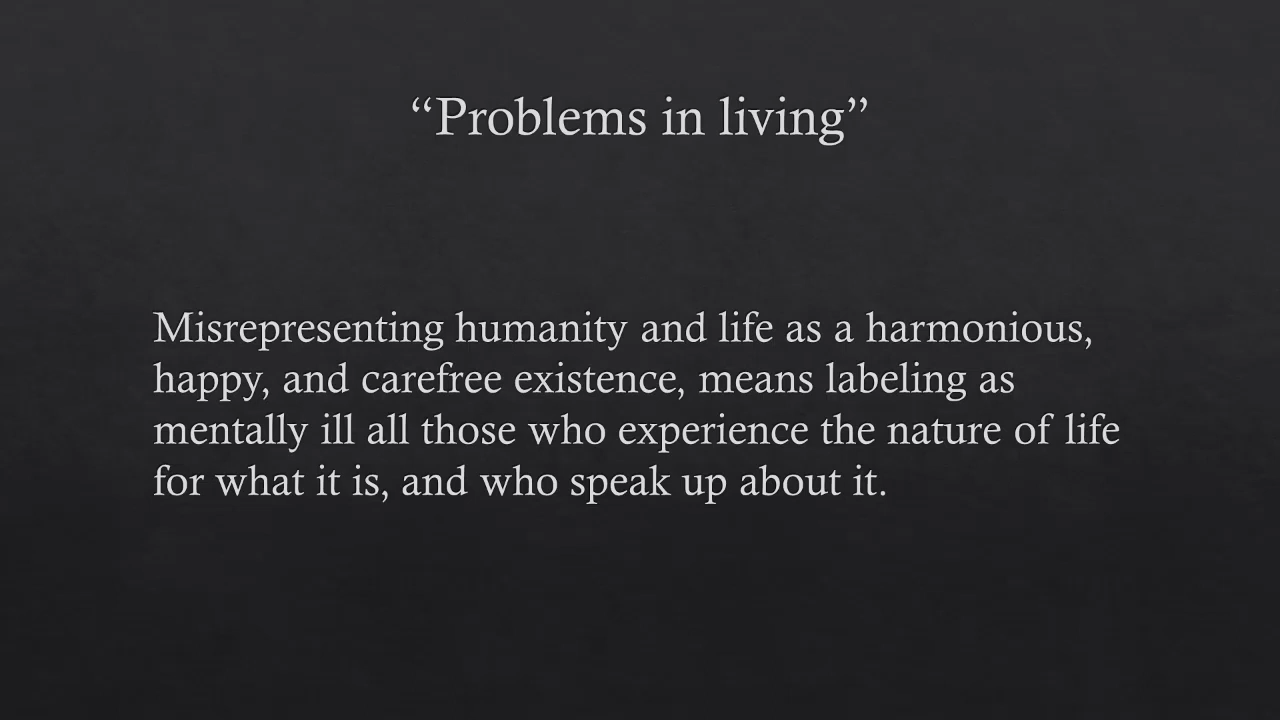 “Problems in living”
Misrepresenting humanity and life as a harmonious,
happy, and carefree existence, means labeling as
mentally ill all those who experience the nature of life
for what it is, and who speak up about it.